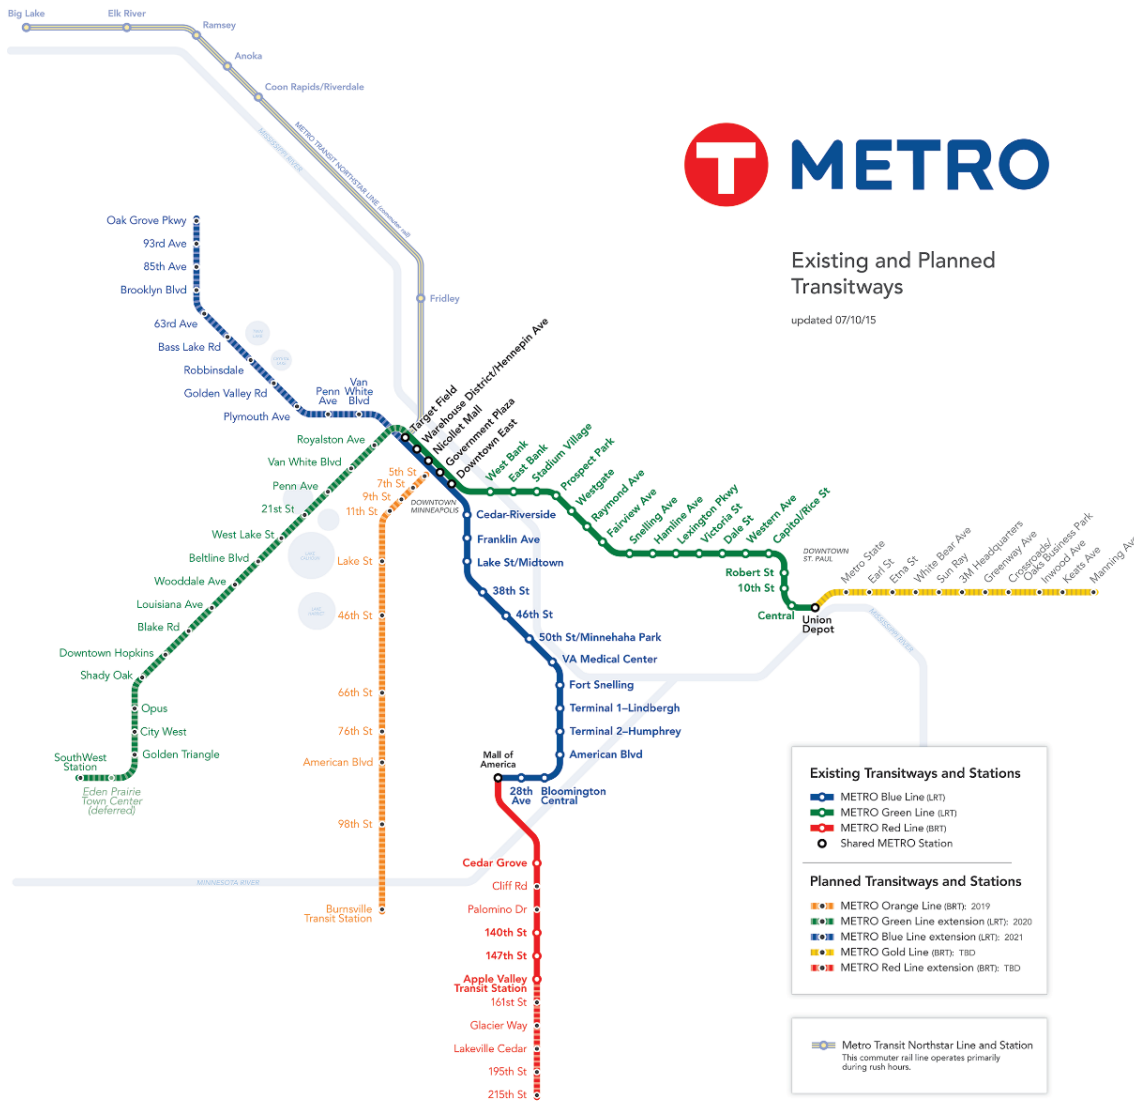 Big Lake
Elk River
Ramsey
Anoka
Coon Rapids/Riverdale
METRO TRANSIT NORTHSTAR LINE (commuter rail)
MISSISSIPPI RIVER
Fridley
T METRO
Existing and Planned
Transitways
updated 07/10/15
Oak Grove Pkwy
93rd Ave
85th Ave
Brooklyn Blvd
63rd Ave
Bass Lake Rd
Robbinsdale
Golden Valley Rd
Plymouth Ave
Penn
Ave
Van
White
Blvd
Target Field
Warehouse District/Hennepin Ave
Nicollet Mall
Government Plaza
Downtown East
DOWNTOWN
MINNEAPOLIS
Royalston Ave
Van White Blvd
Penn Ave
21st St
West Lake St
Beltline Blvd
Wooddale Ave
Louisiana Ave
Blake Rd
Downtown Hopkins
Shady Oak
Opus
City West
Golden Triangle
SouthWest
Station
Eden Prairie
Town Center
(deferred)
5th St
7th St
9th St
11th St
Lake St
46th St
66th St
76th St
American Blvd
98th St
Burnsville
Transit Station
West Bank
East Bank
Stadium Village
Prospect Park
Westgate
Raymond Ave
Fairview Ave
Snelling Ave
Hamline Ave
Lexington Pkwy
Victoria St
Dale St
Western Ave
Capitol/Rice St
Robert St
10th St
Central
Union
Depot
DOWNTOWN
ST. PAUL
Metro State
Earl St
Etna St
White Bear Ave
Sun Ray
3M Headquarters
Greenway Ave
Crossroads/
Oaks Business Park
Inwood Ave
Keats Ave
Manning Av
MISSISSIPPI RIVER
Cedar-Riverside
Franklin Ave
Lake St/Midtown
38th St
46th St
50th St/Minnehaha Park
VA Medical Center
Fort Snelling
Terminal 1–Lindbergh
Terminal 2–Humphrey
American Blvd
Bloomington
Central
28th
Ave
Mall of
America
MINNESOTA RIVER
Cedar Grove
Cliff Rd
Palomino Dr
140th St
147th St
Apple Valley
Transit Station
161st St
Glacier Way
Lakeville Cedar
195th St
215th St
Existing Transitways and Stations
METRO Blue Line (LRT)
METRO Green Line (LRT)
METRO Red Line (BRT)
Shared METRO Station
Planned Transitways and Stations
METRO Orange Line (BRT): 2019
METRO Green Line extension (LRT): 2020
METRO Blue Line extension (LRT): 2021
METRO Gold Line (BRT): TBD
METRO Red Line extension (BRT): TBD
Metro Transit Northstar Line and Station
This commuter rail line operates primarily
during rush hours.